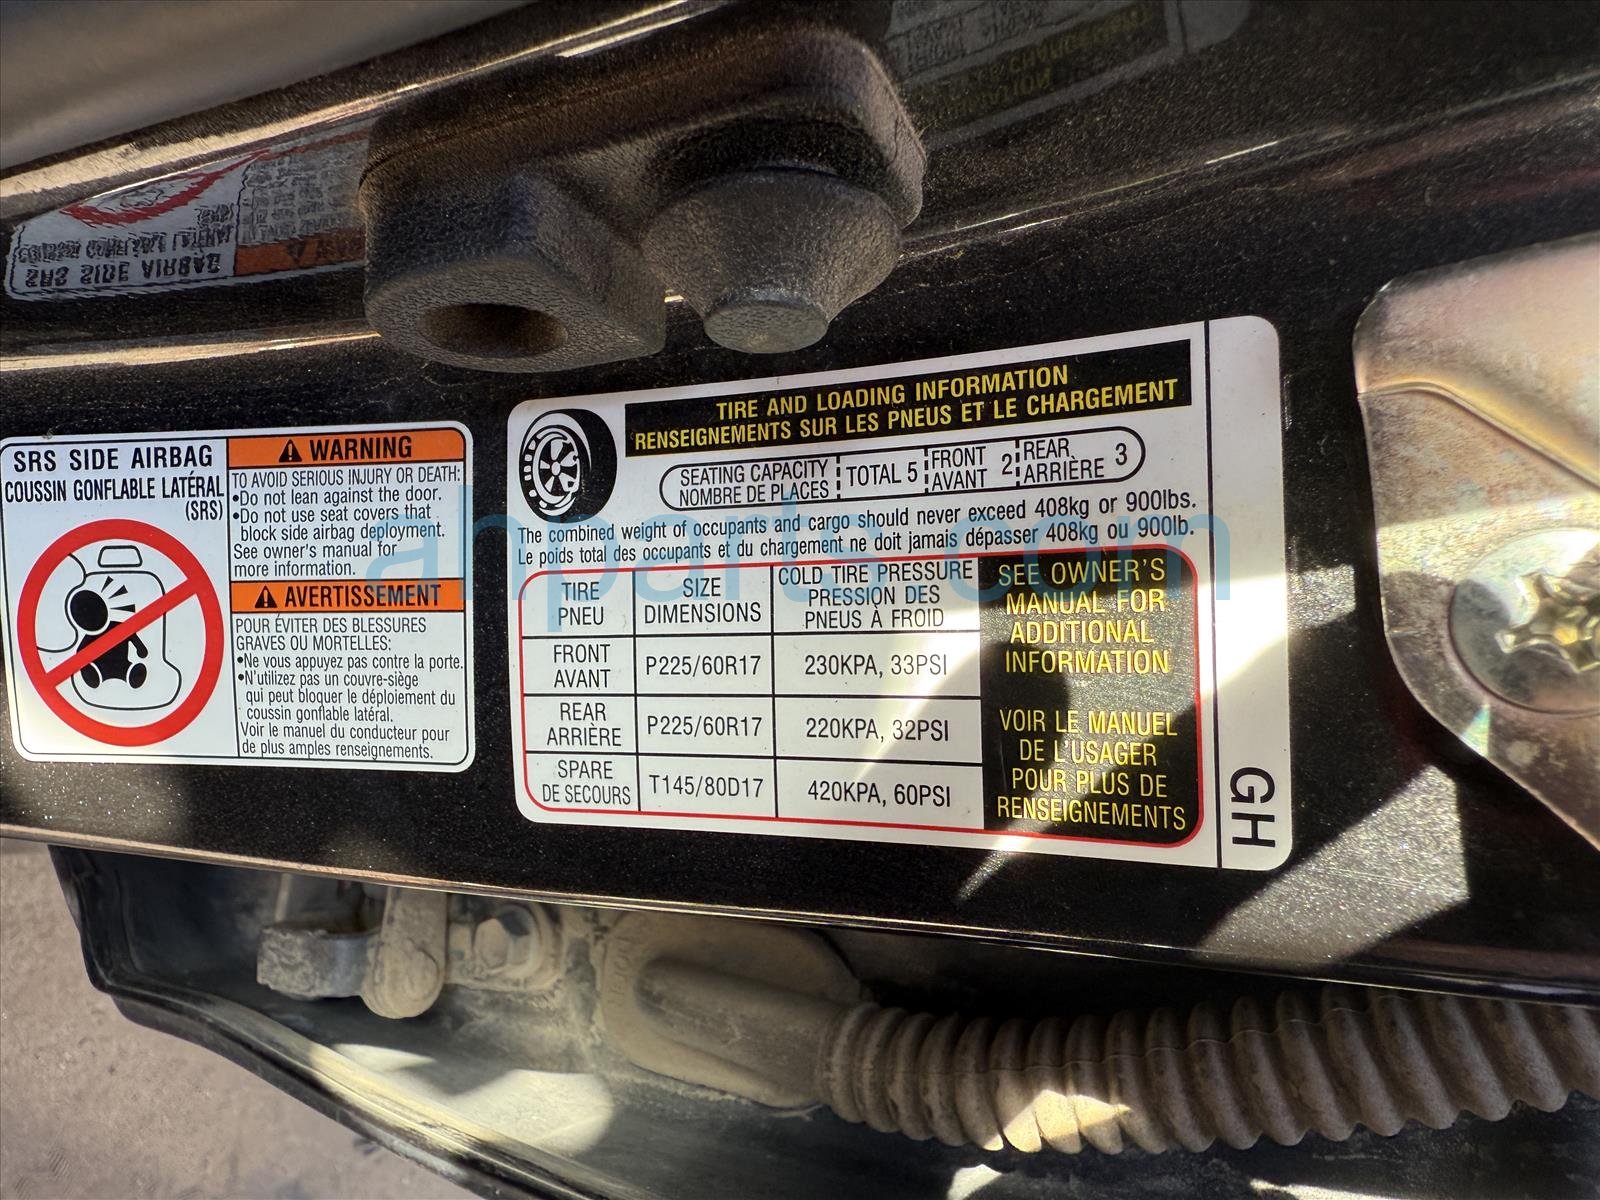 SRS SIDE AIRBAG
COUSSIN GONFLABLE LATÉRAL
(SRS)
WARNING
TO AVOID SERIOUS INJURY OR DEATH:
•Do not lean against the door.
•Do not use seat covers that
block side airbag deployment.
See owner's manual for
more information.
AVERTISSEMENT
POUR ÉVITER DES BLESSURES
GRAVES OU MORTELLES:
•Ne vous appuyez pas contre la porte.
•N'utilizez pas un couvre-siège
qui peut bloquer le déploiement du
coussin gonflable latéral.
Voir le manuel du conducteur pour
de plus amples renseignements.
TIRE AND LOADING INFORMATION
RENSEIGNEMENTS SUR LES PNEUS ET LE CHARGEMENT
SEATING CAPACITY TOTAL 5 FRONT 2 REAR 3
NOMBRE DE PLACES AVANT ARRIÈRE
The combined weight of occupants and cargo should never exceed 408kg or 900lbs.
Le poids total des occupants et du chargement ne doit jamais dépasser 408kg ou 900lb.
TIRE SIZE COLD TIRE PRESSURE
PNEU DIMENSIONS PRESSION DES
PNEUS À FROID
FRONT
AVANT P225/60R17 230KPA, 33PSI
REAR
ARRIÈRE P225/60R17 220KPA, 32PSI
SPARE
DE SECOURS T145/80D17 420KPA, 60PSI
SEE OWNER'S
MANUAL FOR
ADDITIONAL
INFORMATION
VOIR LE MANUEL
DE L'USAGER
POUR PLUS DE
RENSEIGNEMENTS
GH
ahparts.com